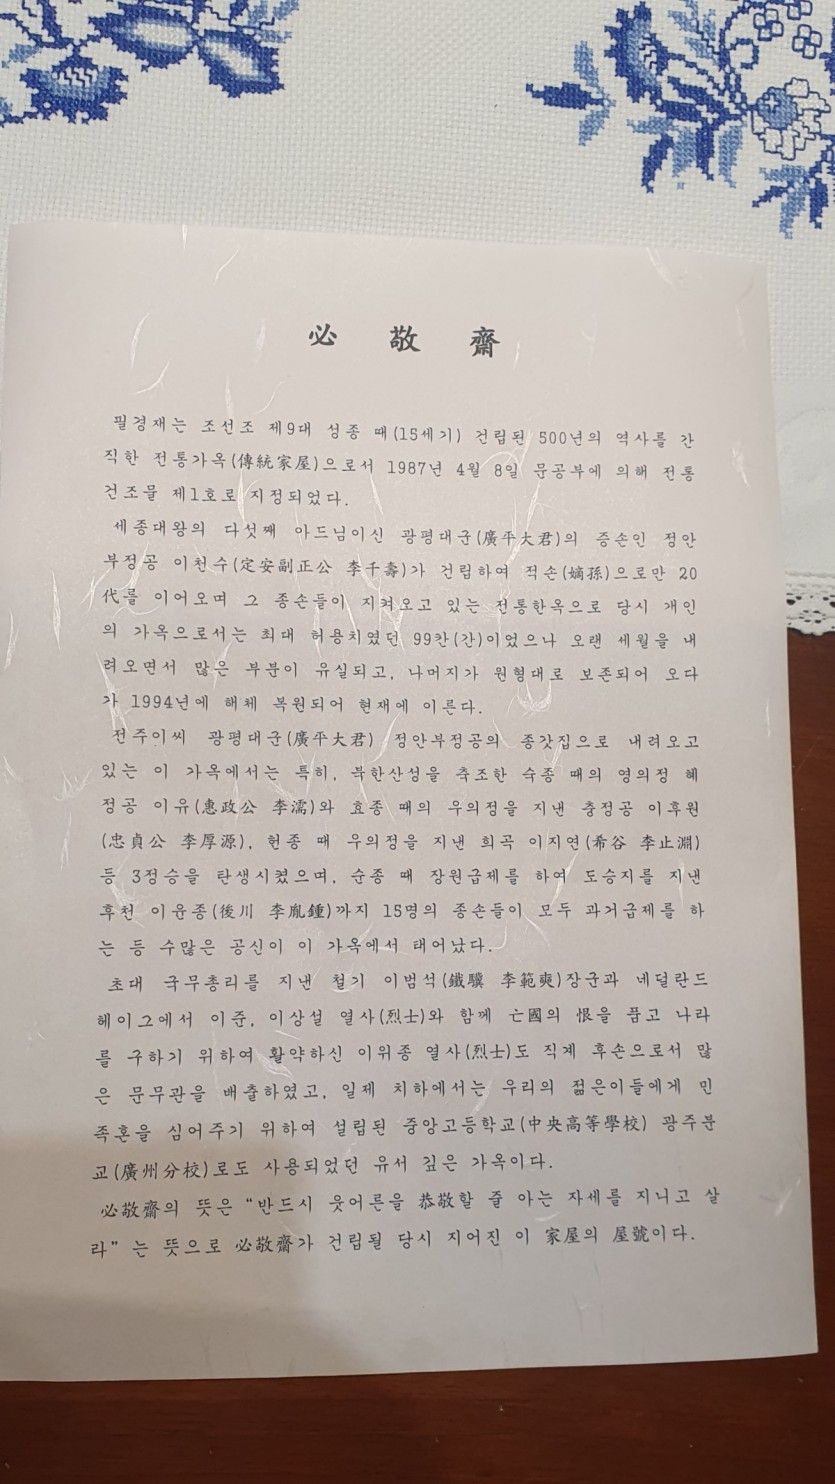 必 敬 齋
필경재는 조선조 제9대 성종 때(15세기) 건립된 500년의 역사를 간
직한 전통가옥(傳統家屋)으로서 1987년 4월 8일 문공부에 의해 전통
건조물 제1호로 지정되었다.
세종대왕의 다섯째 아드님이신 광평대군(廣平大君)의 증손인 정안
부정공 이천수(定安副正公 李千壽)가 건립하여 적손(嫡孫)으로만 20
代를 이어오며 그 종손들이 지켜오고 있는 전통한옥으로 당시 개인
의 가옥으로서는 최대 허용치였던 99칸(간)이었으나 오랜 세월을 내
려오면서 많은 부분이 유실되고, 나머지가 원형대로 보존되어 오다
가 1994년에 해체 복원되어 현재에 이른다.
전주이씨 광평대군(廣平大君) 정안부정공의 종갓집으로 내려오고
있는 이 가옥에서는 특히, 북한산성을 축조한 숙종 때의 영의정 혜
정공 이유(惠政公 李濡)와 효종 때의 우의정을 지낸 충정공 이후원
(忠貞公 李厚源), 헌종 때 우의정을 지낸 희곡 이지연(希谷 李止淵)
등 3정승을 탄생시켰으며, 순종 때 장원급제를 하여 도승지를 지낸
후천 이윤종(後川 李胤鍾)까지 15명의 종손들이 모두 과거급제를 하
는 등 수많은 공신이 이 가옥에서 태어났다.
초대 국무총리를 지낸 철기 이범석(鐵驥 李範奭)장군과 네덜란드
헤이그에서 이준, 이상설 열사(烈士)와 함께 亡國의 恨을 품고 나라
를 구하기 위하여 활약하신 이위종 열사(烈士)도 직계 후손으로서 많
은 문무관을 배출하였고, 일제 치하에서는 우리의 젊은이들에게 민
족혼을 심어주기 위하여 설립된 중앙고등학교(中央高等學校) 광주분
교(廣州分校)로도 사용되었던 유서 깊은 가옥이다.
必敬齋의 뜻은 "반드시 웃어른을 恭敬할 줄 아는 자세를 지니고 살
라" 는 뜻으로 必敬齋가 건립될 당시 지어진 이 家屋의 屋號이다.